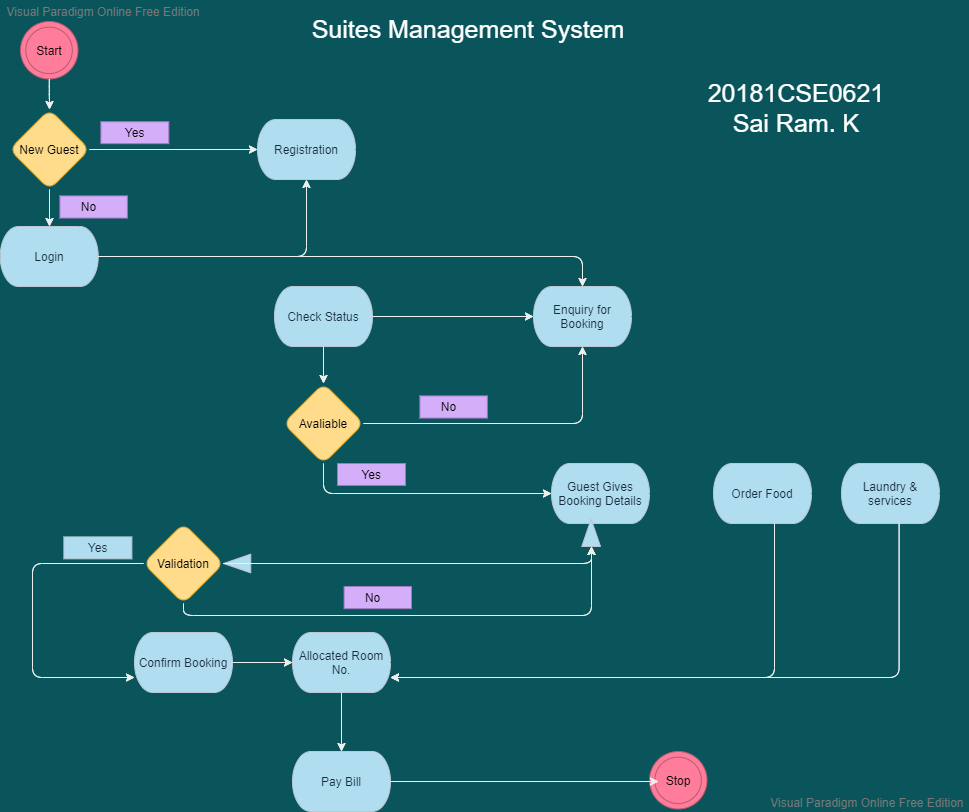 Visual Paradigm Online Free Edition
Suites Management System
Start
20181CSE0621
Sai Ram. K
Yes
New Guest
Registration
No
Login
Check Status
Enquiry for
Booking
No
Avaliable
Yes
Guest Gives
Booking Details
Order Food
Laundry &
services
Yes
Validation
No
Confirm Booking
Allocated Room
No.
Pay Bill
Stop
Visual Paradigm Online Free Edition